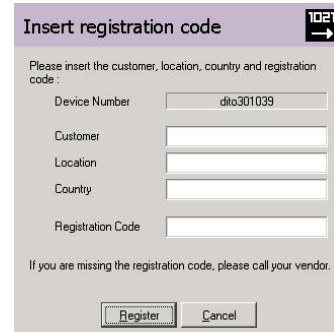 Insert registration code
1021
Please insert the customer, location, country and registration
code :
Device Number
dito301039
Customer
Location
Country
Registration Code
If you are missing the registration code, please call your vendor.
Register
Cancel